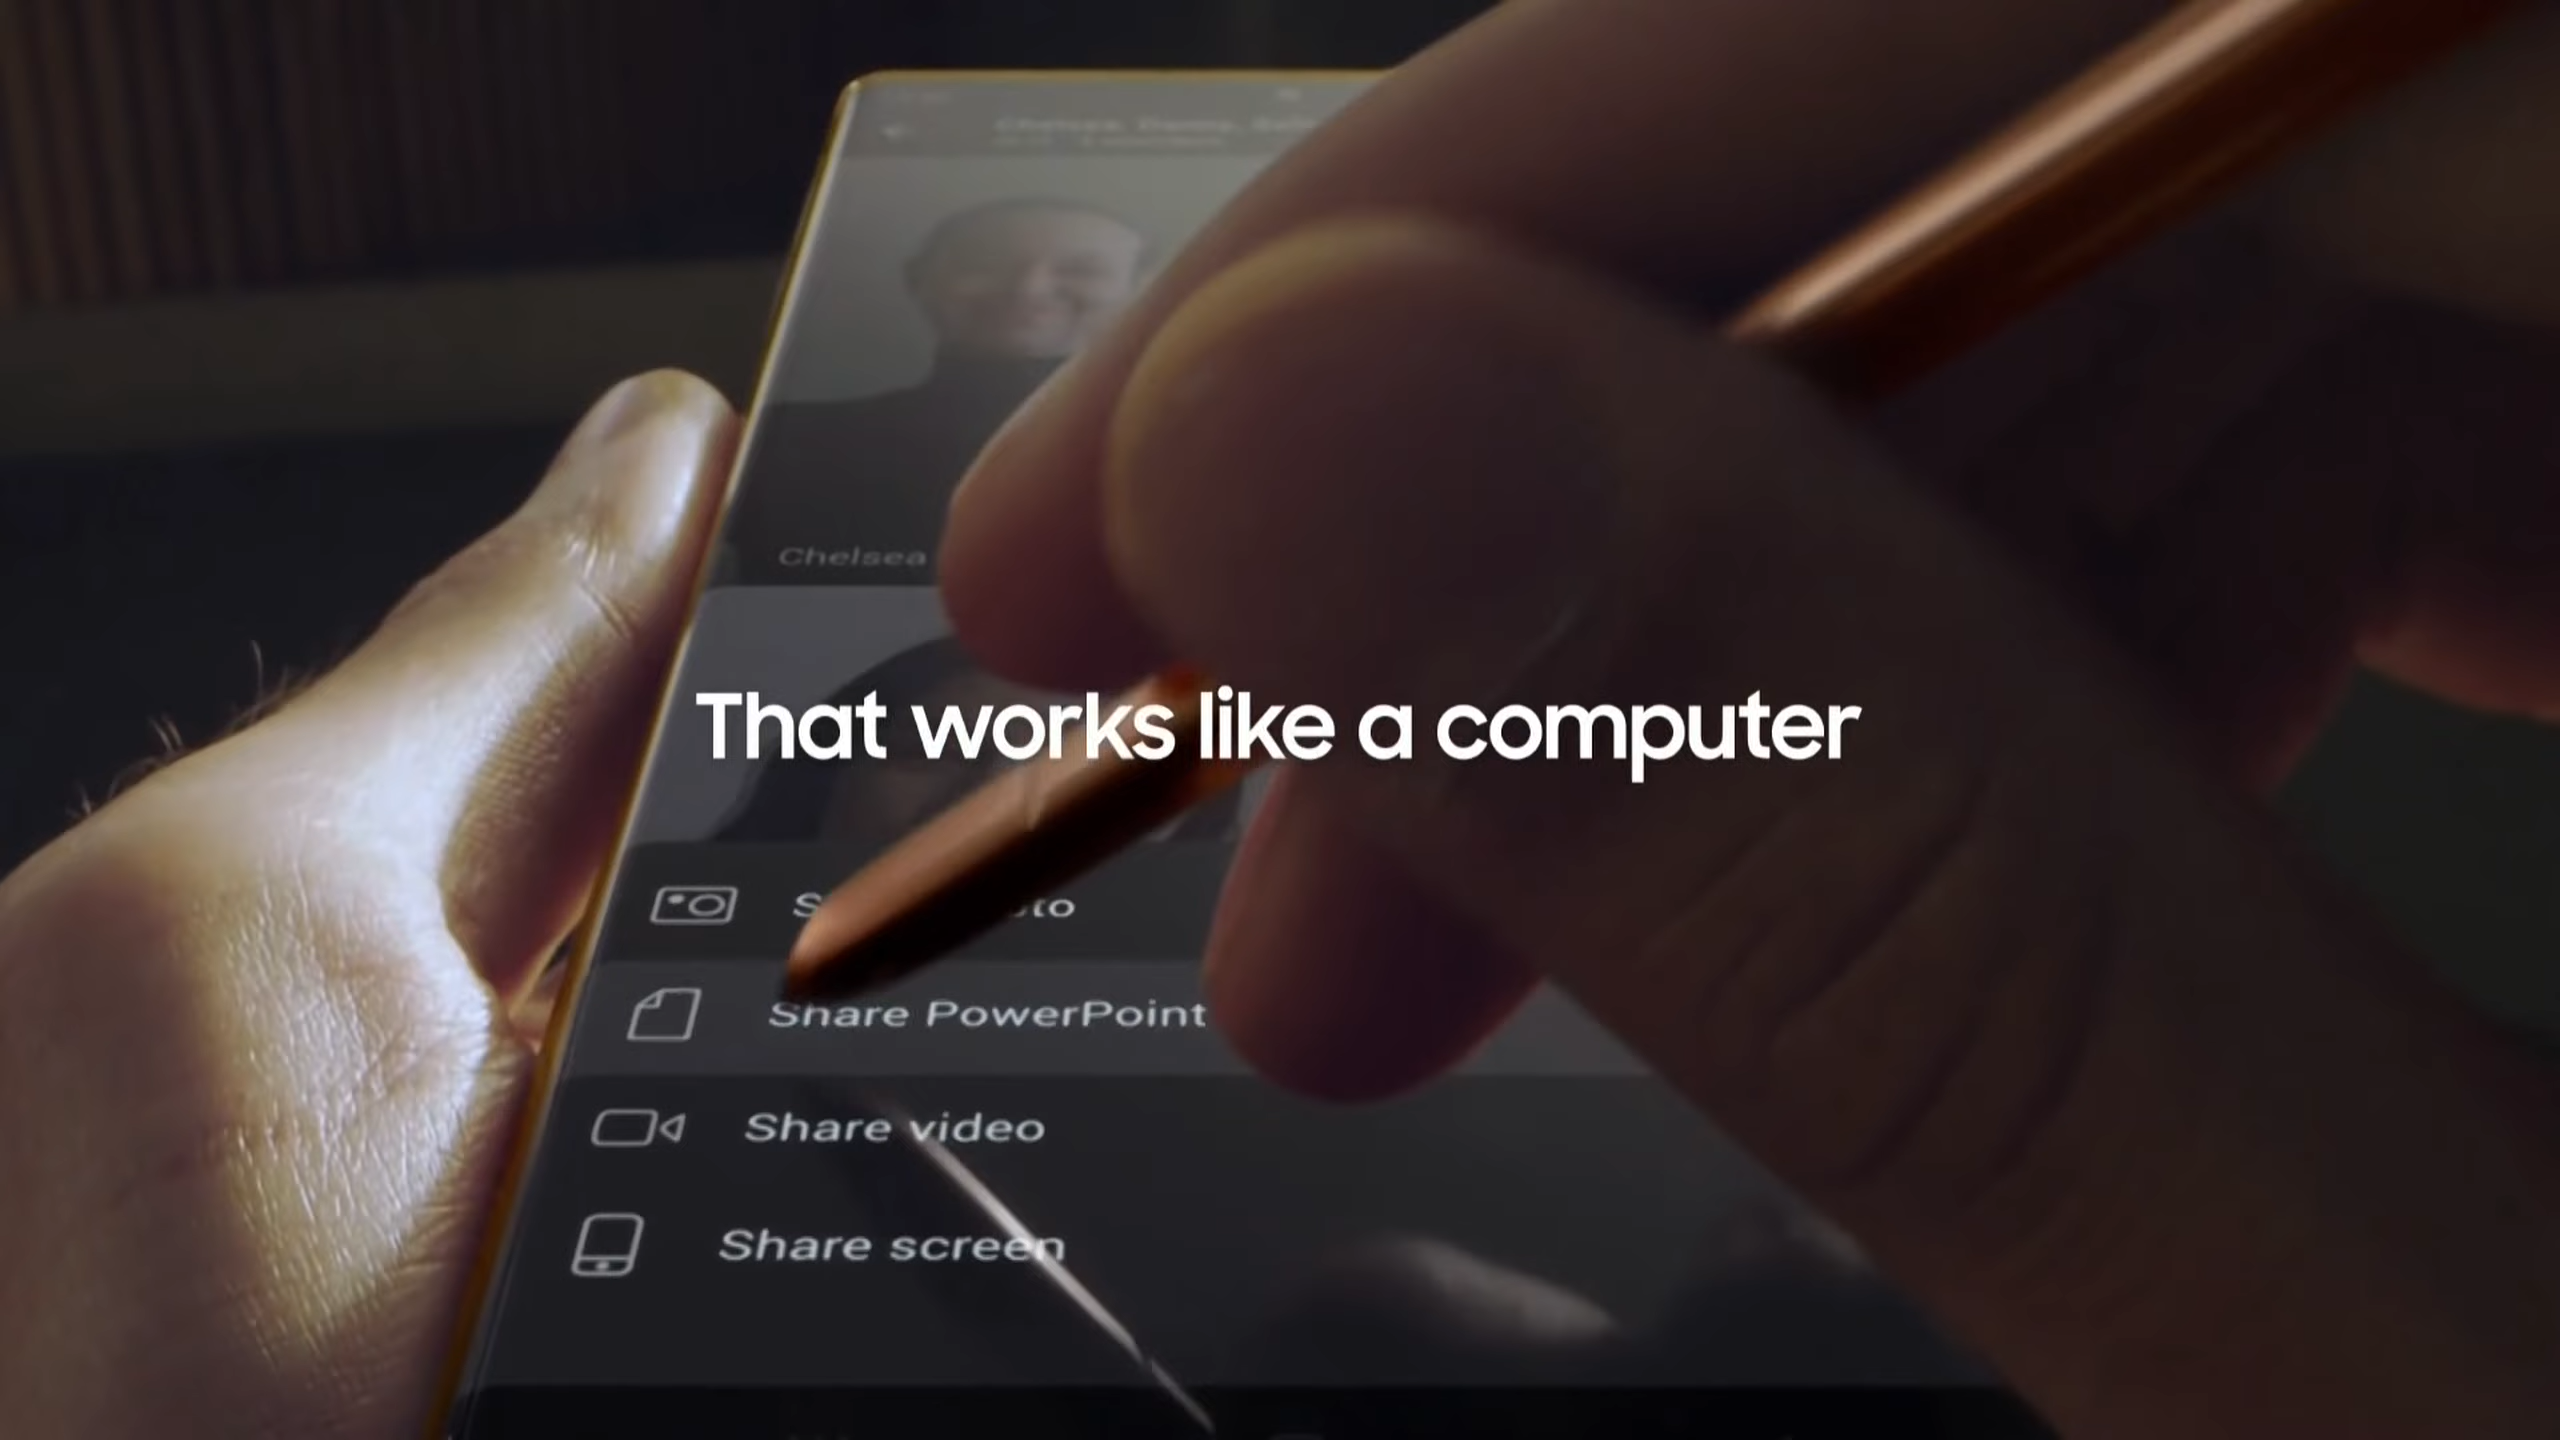 Chelsea
That works like a computer
Share PowerPoint
Share video
Share screen